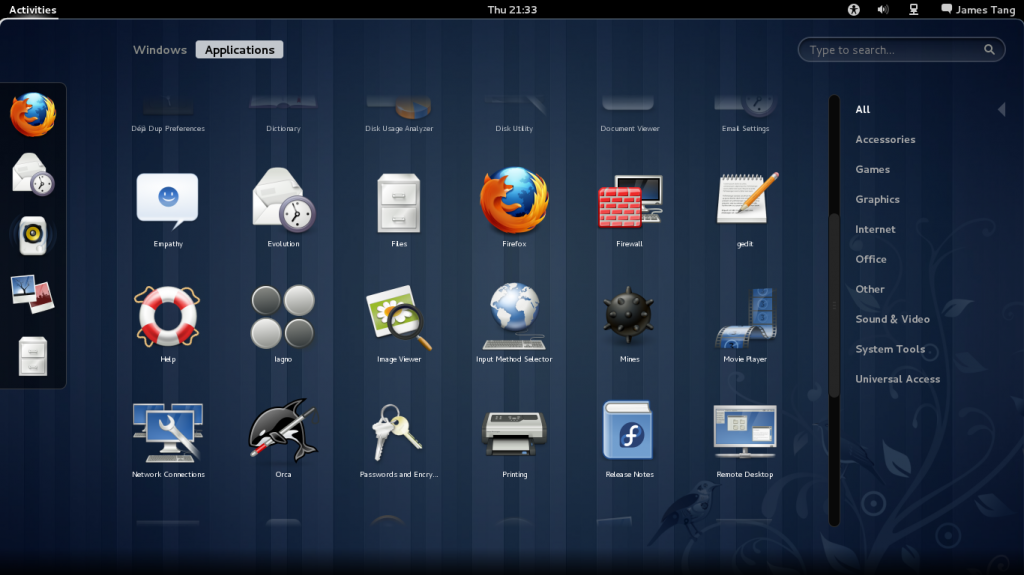 Activities
Thu 21:33
James Tang
Windows
Applications
Type to search...
Déjà Dup Preferences
Dictionary
Disk Usage Analyzer
Disk Utility
Document Viewer
Email Settings
Empathy
Evolution
Files
Firefox
Firewall
gedit
Help
Iagno
Image Viewer
Input Method Selector
Mines
Movie Player
Network Connections
Orca
Passwords and Encry...
Printing
Release Notes
Remote Desktop
All
Accessories
Games
Graphics
Internet
Office
Other
Sound & Video
System Tools
Universal Access